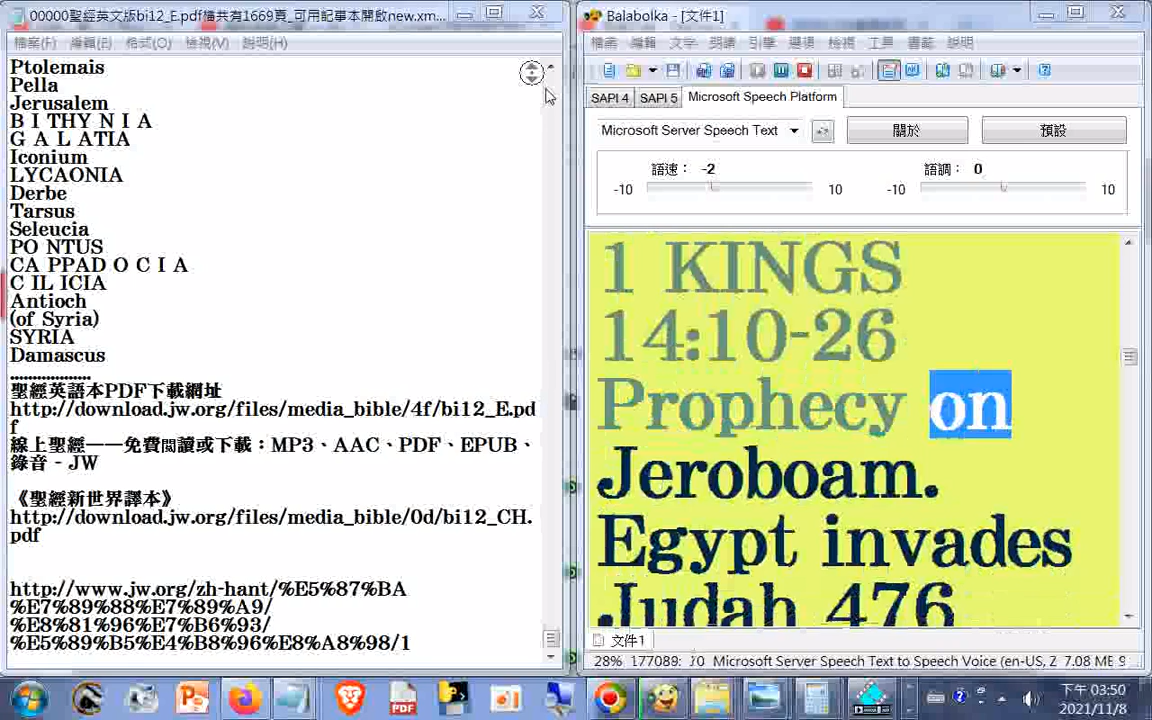 00000聖經英文版bi12_E.pdf檔共有1669頁_可用記事本開啟new.xm...
檔案(F) 編輯(E) 格式(O) 檢視(V) 說明(H)
Ptolemais
Pella
Jerusalem
B I THY N I A
G A L ATIA
Iconium
LYCAONIA
Derbe
Tarsus
Seleucia
PO NTUS
CA PPAD O C I A
C IL ICIA
Antioch
(of Syria)
SYRIA
Damascus
..................
聖經英語本PDF下載網址
http://download.jw.org/files/media_bible/4f/bi12_E.pd
f
線上聖經——免費閱讀或下載：MP3、AAC、PDF、EPUB、
錄音 - JW
《聖經新世界譯本》
http://download.jw.org/files/media_bible/0d/bi12_CH.
pdf
http://www.jw.org/zh-hant/%E5%87%BA
%E7%89%88%E7%89%A9/
%E8%81%96%E7%B6%93/
%E5%89%B5%E4%B8%96%E8%A8%98/1
Balabolka - [文件1]
檔案 編輯 文字 朗讀 引擎 選項 檢視 工具 書籤 說明
SAPI 4 SAPI 5 Microsoft Speech Platform
Microsoft Server Speech Text 關於 預設
語速： -2 語調： 0
-10 10 -10 10
1 KINGS
14:10-26
Prophecy on
Jeroboam.
Egypt invades
Judah 476
文件1
28% 177089: Microsoft Server Speech Text to Speech Voice (en-US, Z 7.08 MB 9
下午 03:50
2021/11/8